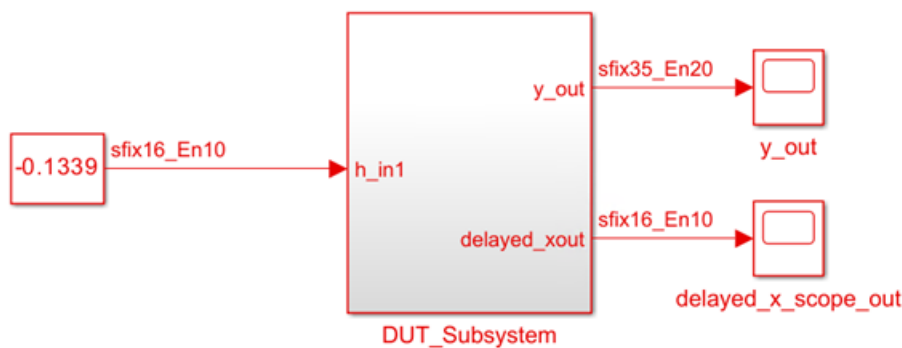 -0.1339
sfix16_En10
h_in1
y_out
delayed_xout
DUT_Subsystem
sfix35_En20
y_out
sfix16_En10
delayed_x_scope_out